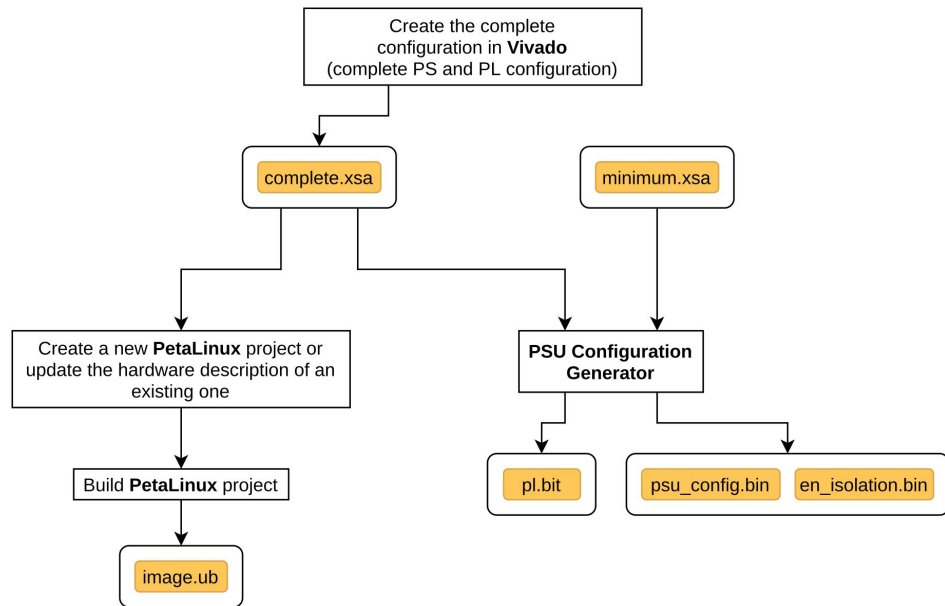 Create the complete
configuration in Vivado
(complete PS and PL configuration)
complete.xsa
minimum.xsa
Create a new PetaLinux project or
update the hardware description of an
existing one
PSU Configuration
Generator
Build PetaLinux project
pl.bit
psu_config.bin
en_isolation.bin
image.ub